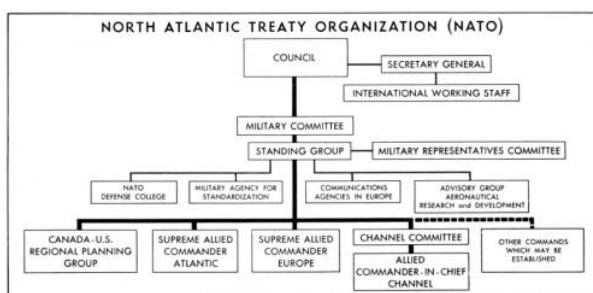 NORTH ATLANTIC TREATY ORGANIZATION (NATO)
COUNCIL
SECRETARY GENERAL
INTERNATIONAL WORKING STAFF
MILITARY COMMITTEE
STANDING GROUP
MILITARY REPRESENTATIVES COMMITTEE
NATO
DEFENSE COLLEGE
MILITARY AGENCY FOR
STANDARDIZATION
COMMUNICATIONS
AGENCIES IN EUROPE
ADVISORY GROUP
AERONAUTICAL
RESEARCH and DEVELOPMENT
CANADA-U.S.
REGIONAL PLANNING
GROUP
SUPREME ALLIED
COMMANDER
ATLANTIC
SUPREME ALLIED
COMMANDER
EUROPE
CHANNEL COMMITTEE
ALLIED
COMMANDER-IN-CHIEF
CHANNEL
OTHER COMMANDS
WHICH MAY BE
ESTABLISHED